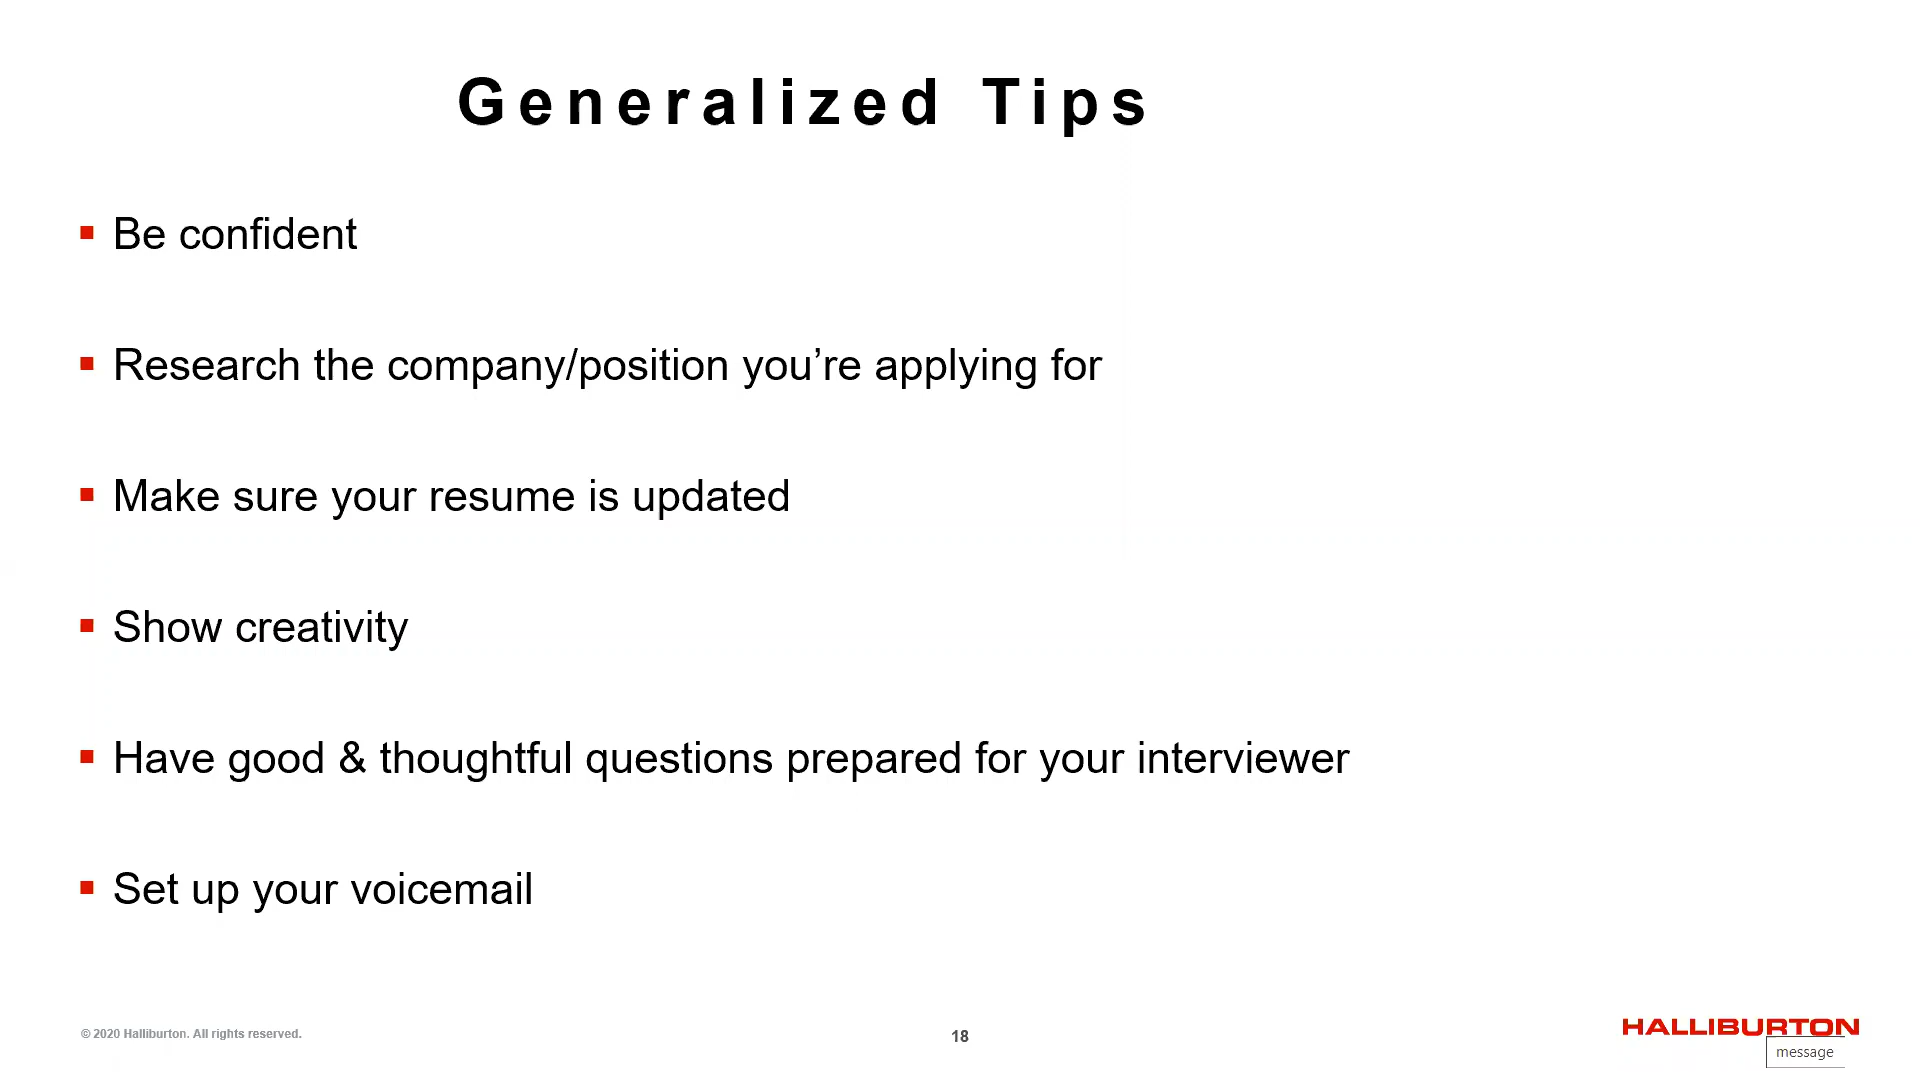 Generalized Tips
Be confident
Research the company/position you’re applying for
Make sure your resume is updated
Show creativity
Have good & thoughtful questions prepared for your interviewer
Set up your voicemail
© 2020 Halliburton. All rights reserved.
18
HALLIBURTON
message